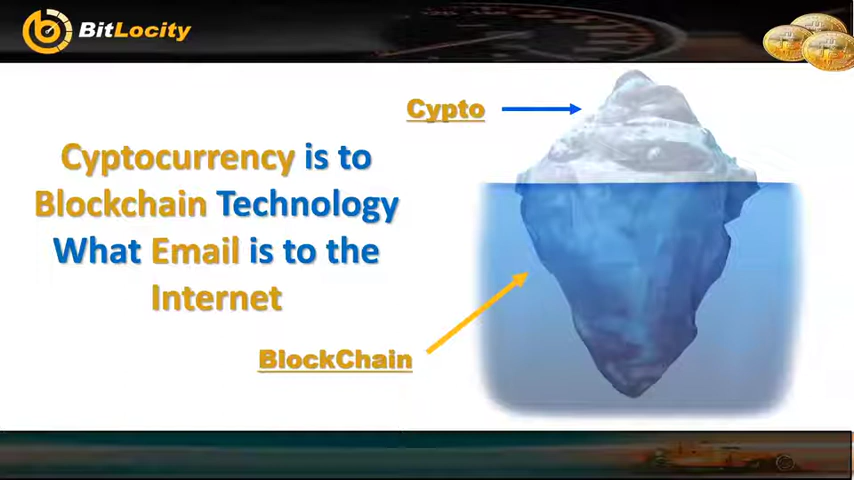 BitLocity
Cypto
Cyptocurrency is to
Blockchain Technology
What Email is to the
Internet
BlockChain